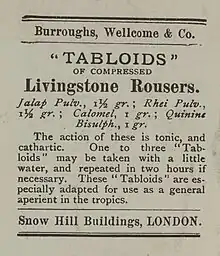 Burroughs, Wellcome & Co.
“TABLOIDS”
OF COMPRESSED
Livingstone Rousers.
Jalap Pulv., 1½ gr.; Rhei Pulv.,
1½ gr.; Calomel, 1 gr.; Quinine
Bisulph., 1 gr.
The action of these is tonic, and
cathartic. One to three “Tab-
loids” may be taken with a little
water, and repeated in two hours if
necessary. These “Tabloids” are es-
pecially adapted for use as a general
aperient in the tropics.
Snow Hill Buildings, LONDON.